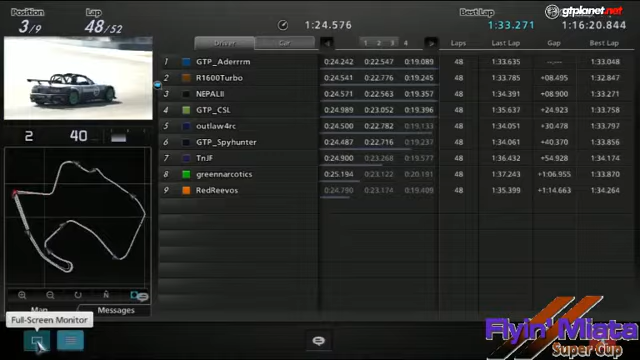 Position
3/9
Lap
48/52
1:24.576
Best Lap
1:33.271
gtplanet.net
1:16:20.844
Driver
Car
1 2 3 4
Laps
Last Lap
Gap
Best Lap
1 GTP_Aderrrm 0:24.242 0:22.547 0:19.089 48 1:33.635 --.--- 1:33.048
2 R1600Turbo 0:24.541 0:22.776 0:19.245 48 1:33.785 +08.495 1:32.847
3 NEPALII 0:24.571 0:22.563 0:19.357 48 1:34.391 +08.900 1:33.271
4 GTP_CSL 0:24.989 0:23.052 0:19.396 48 1:35.637 +24.923 1:33.758
5 outlaw4rc 0:24.500 0:22.782 0:19.133 48 1:34.051 +30.478 1:33.797
6 GTP_Spyhunter 0:24.487 0:22.716 0:19.237 48 1:34.061 +40.370 1:33.856
7 TnJF 0:24.900 0:23.268 0:19.577 48 1:36.432 +54.928 1:34.174
8 greennarcotics 0:25.194 0:23.122 0:20.191 48 1:37.243 +1:06.955 1:33.870
9 RedReevos 0:24.790 0:23.174 0:19.409 48 1:35.399 +1:14.663 1:34.264
2 40
N
Map
Messages
Full-Screen Monitor
Flyin' Miata
Super Cup